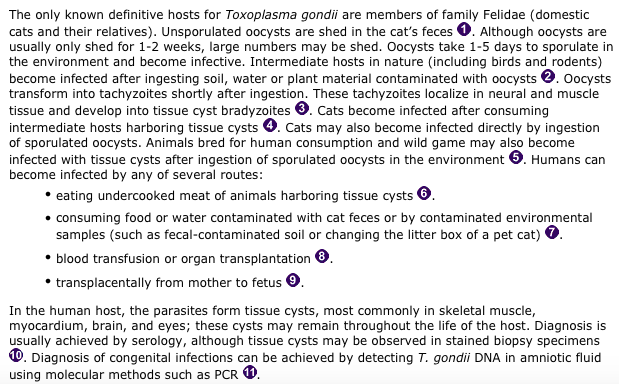 The only known definitive hosts for Toxoplasma gondii are members of family Felidae (domestic
cats and their relatives). Unsporulated oocysts are shed in the cat's feces 1. Although oocysts are
usually only shed for 1-2 weeks, large numbers may be shed. Oocysts take 1-5 days to sporulate in
the environment and become infective. Intermediate hosts in nature (including birds and rodents)
become infected after ingesting soil, water or plant material contaminated with oocysts 2. Oocysts
transform into tachyzoites shortly after ingestion. These tachyzoites localize in neural and muscle
tissue and develop into tissue cyst bradyzoites 3. Cats become infected after consuming
intermediate hosts harboring tissue cysts 4. Cats may also become infected directly by ingestion
of sporulated oocysts. Animals bred for human consumption and wild game may also become
infected with tissue cysts after ingestion of sporulated oocysts in the environment 5. Humans can
become infected by any of several routes:
• eating undercooked meat of animals harboring tissue cysts 6.
• consuming food or water contaminated with cat feces or by contaminated environmental
samples (such as fecal-contaminated soil or changing the litter box of a pet cat) 7.
• blood transfusion or organ transplantation 8.
• transplacentally from mother to fetus 9.
In the human host, the parasites form tissue cysts, most commonly in skeletal muscle,
myocardium, brain, and eyes; these cysts may remain throughout the life of the host. Diagnosis is
usually achieved by serology, although tissue cysts may be observed in stained biopsy specimens
10. Diagnosis of congenital infections can be achieved by detecting T. gondii DNA in amniotic fluid
using molecular methods such as PCR 11.